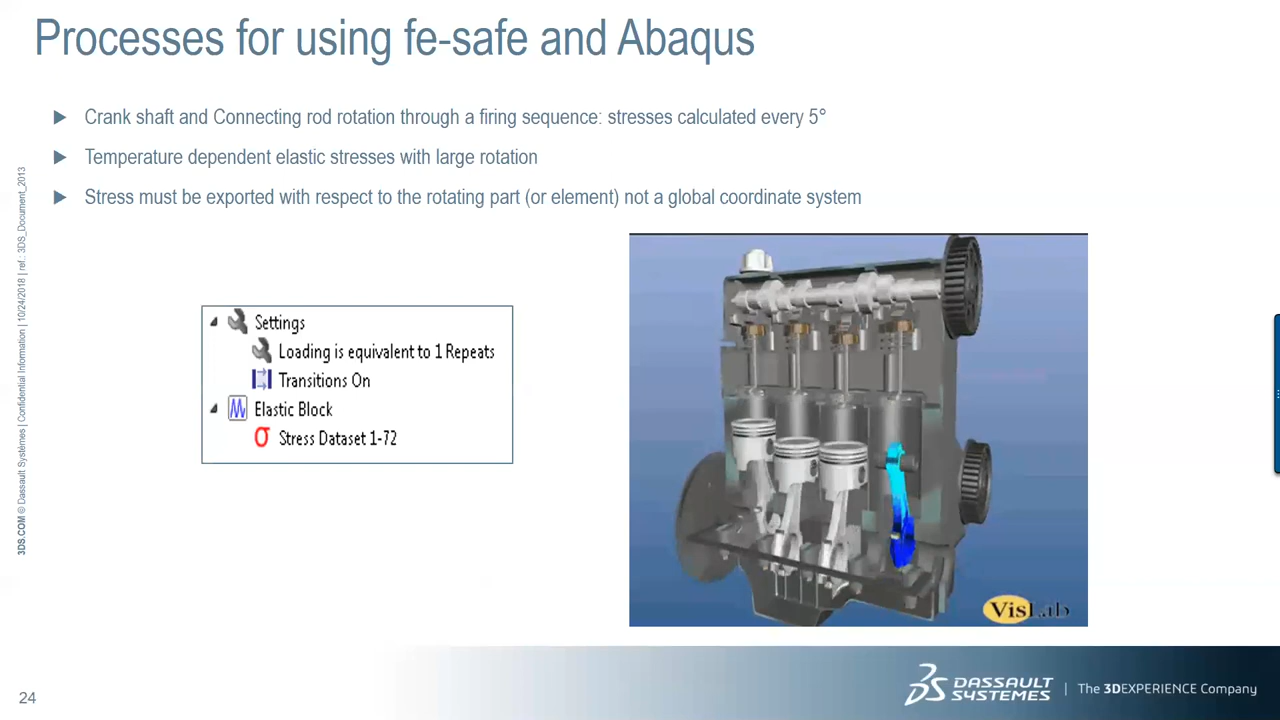 Processes for using fe-safe and Abaqus
Crank shaft and Connecting rod rotation through a firing sequence: stresses calculated every 5°
Temperature dependent elastic stresses with large rotation
Stress must be exported with respect to the rotating part (or element) not a global coordinate system
3DS.COM © Dassault Systèmes | Confidential Information | 10/24/2018 | ref.: 3DS_Document_2013
Settings
Loading is equivalent to 1 Repeats
Transitions On
Elastic Block
σ Stress Dataset 1-72
VisLab
24
DASSAULT
SYSTEMES
| The 3DEXPERIENCE Company